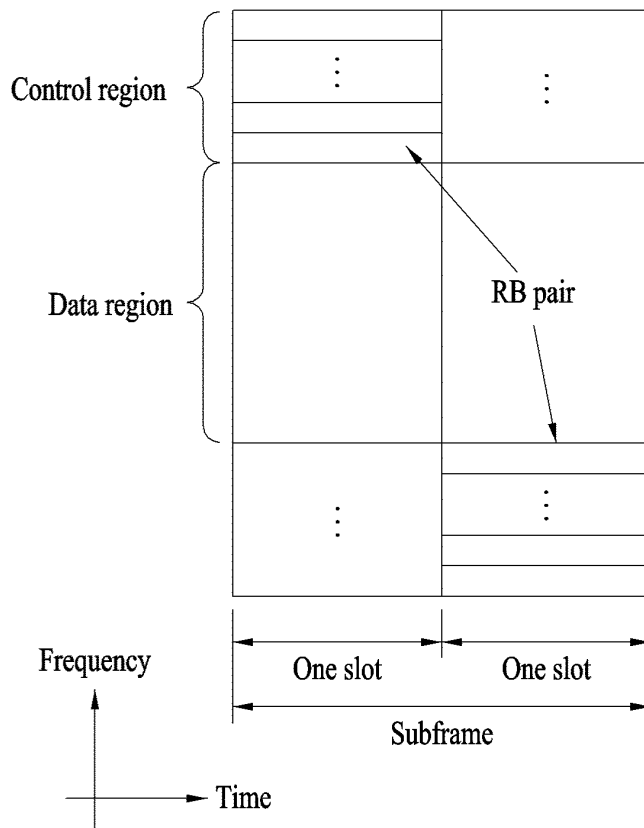 Control region
Data region
RB pair
One slot
One slot
Frequency
Subframe
Time